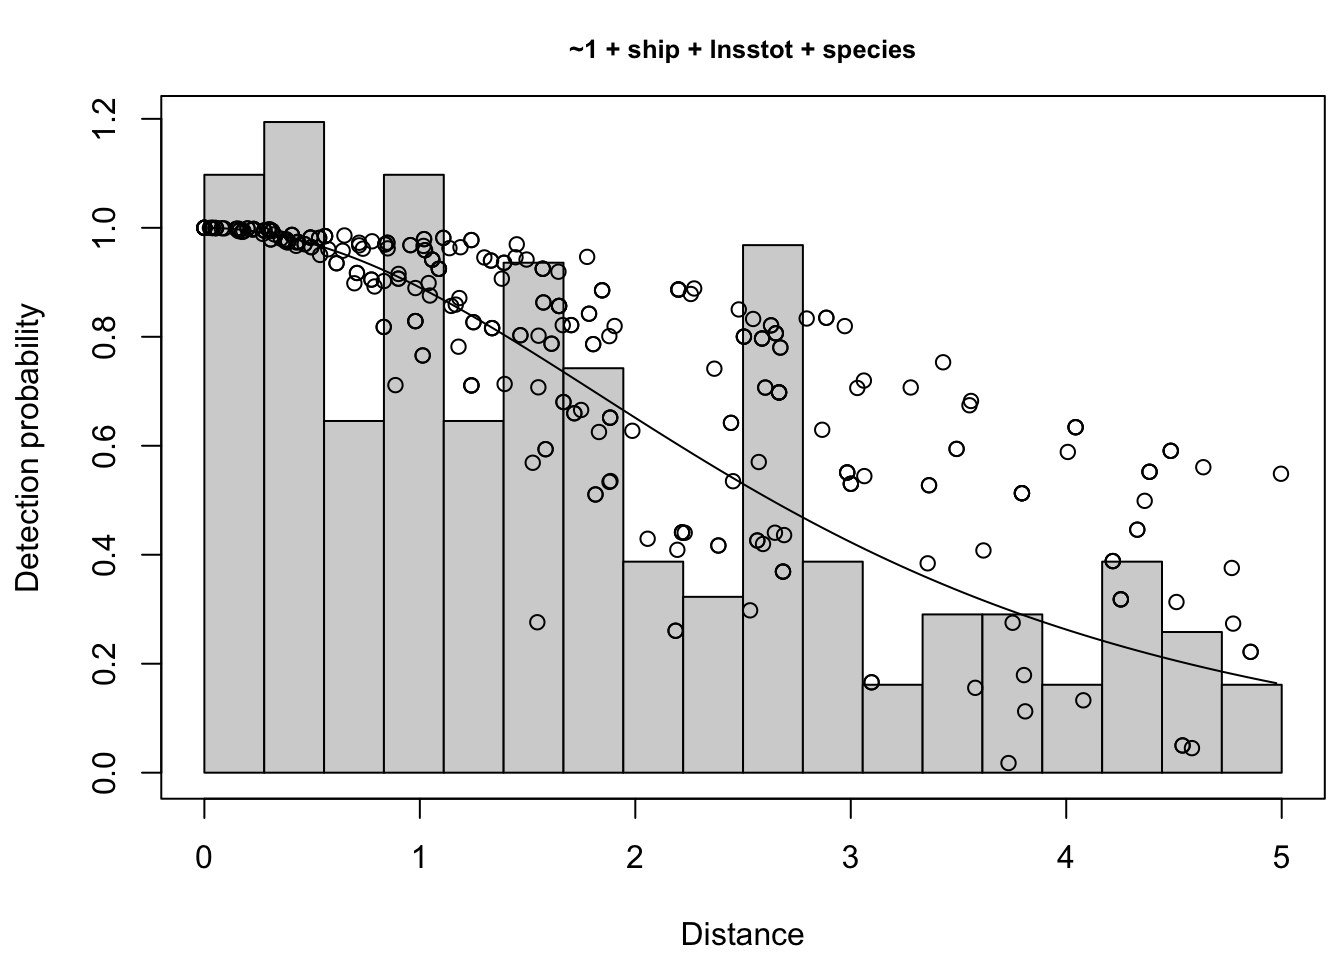 ~1 + ship + lnsstot + species
Detection probability
1.2
1.0
0.8
0.6
0.4
0.2
0.0
0 1 2 3 4 5
Distance